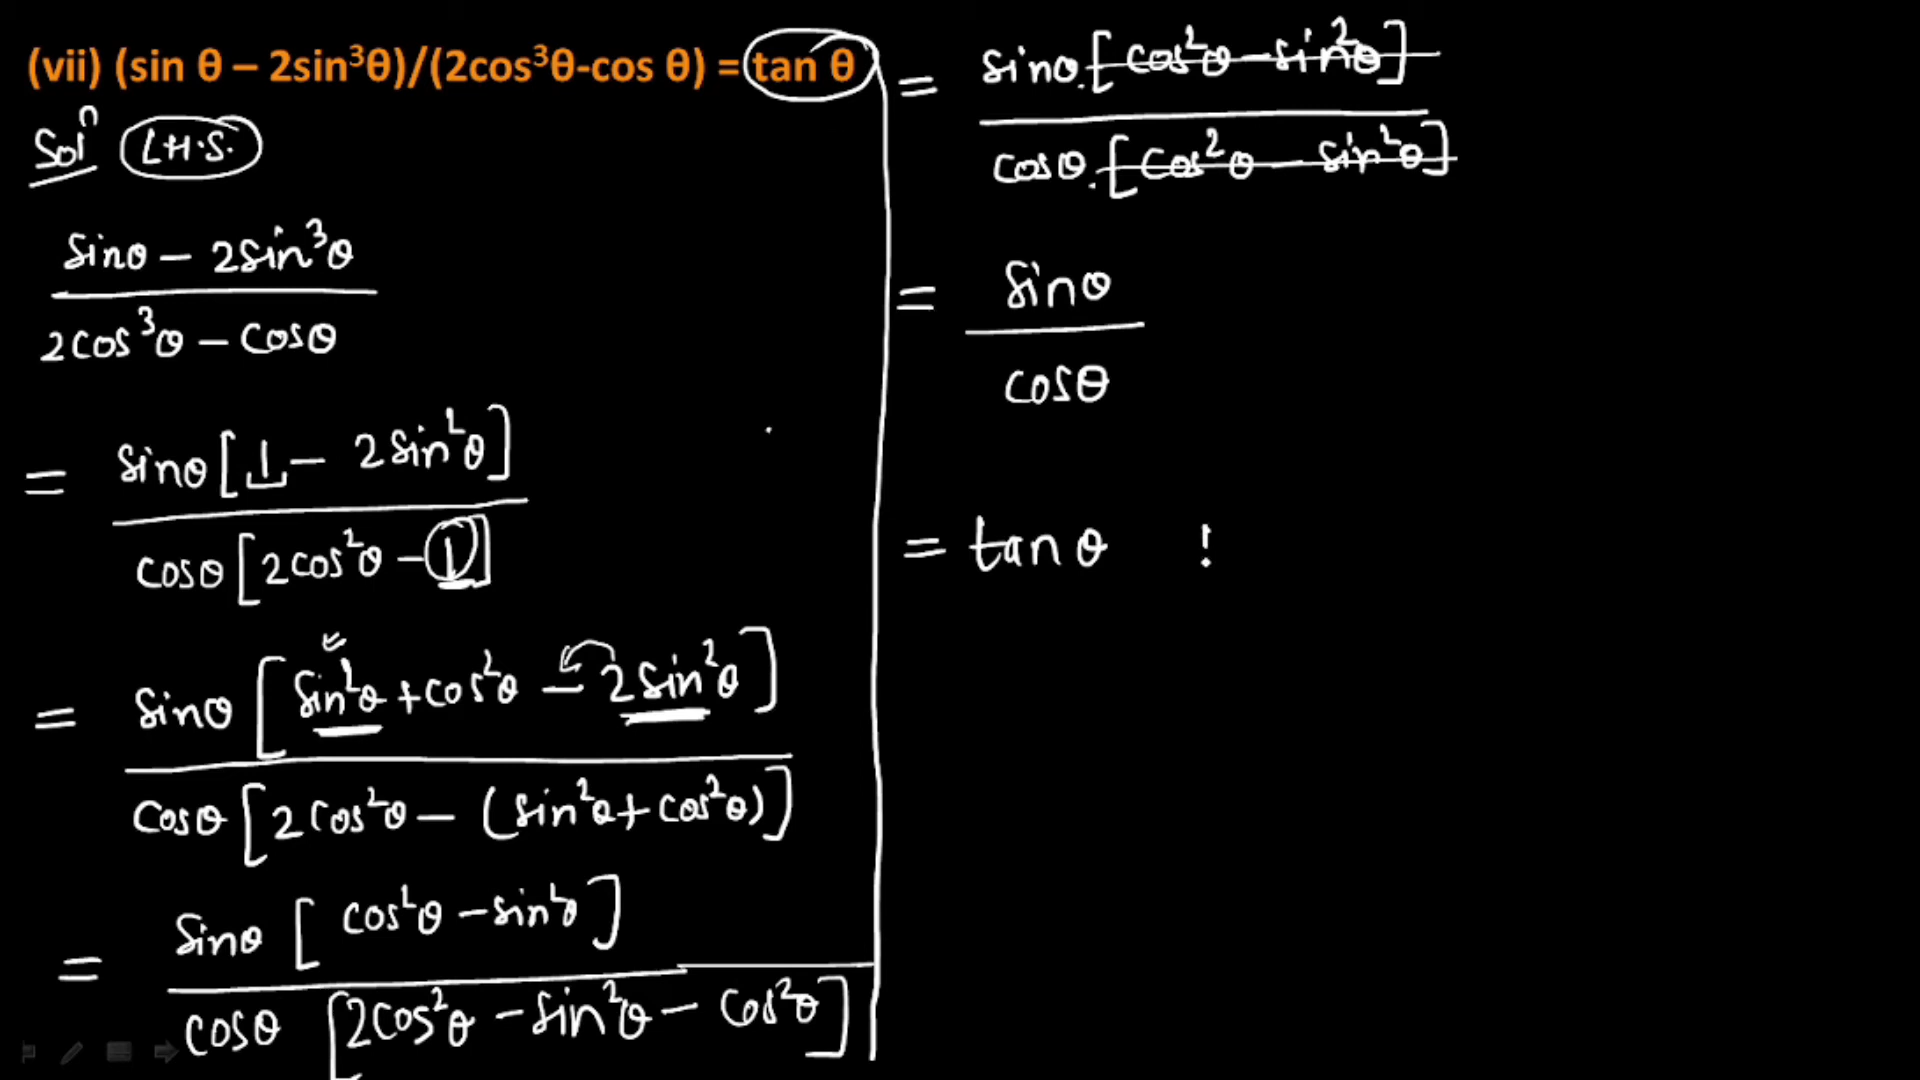 (vii) (sin θ – 2sin³θ)/(2cos³θ-cos θ) = tan θ
Solⁿ L.H.S.
sinθ – 2sin³θ
2cos³θ – cosθ
= sinθ [1 – 2sin²θ]
cosθ [2cos²θ – 1]
= sinθ [sin²θ + cos²θ – 2sin²θ]
cosθ [2cos²θ – (sin²θ + cos²θ)]
= sinθ [cos²θ – sin²θ]
cosθ [2cos²θ – sin²θ – cos²θ]
= sinθ.[cos²θ – sin²θ]
cosθ.[cos²θ – sin²θ]
= sinθ
cosθ
= tanθ !